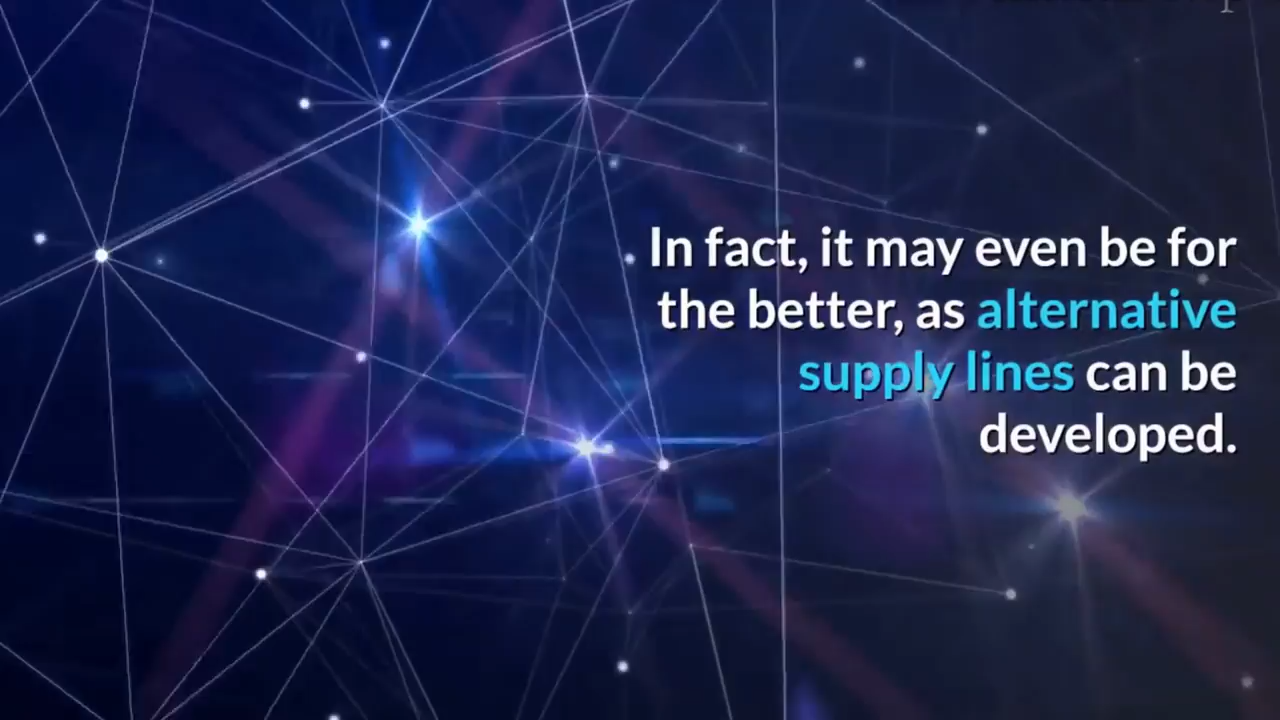 In fact, it may even be for
the better, as alternative
supply lines can be
developed.